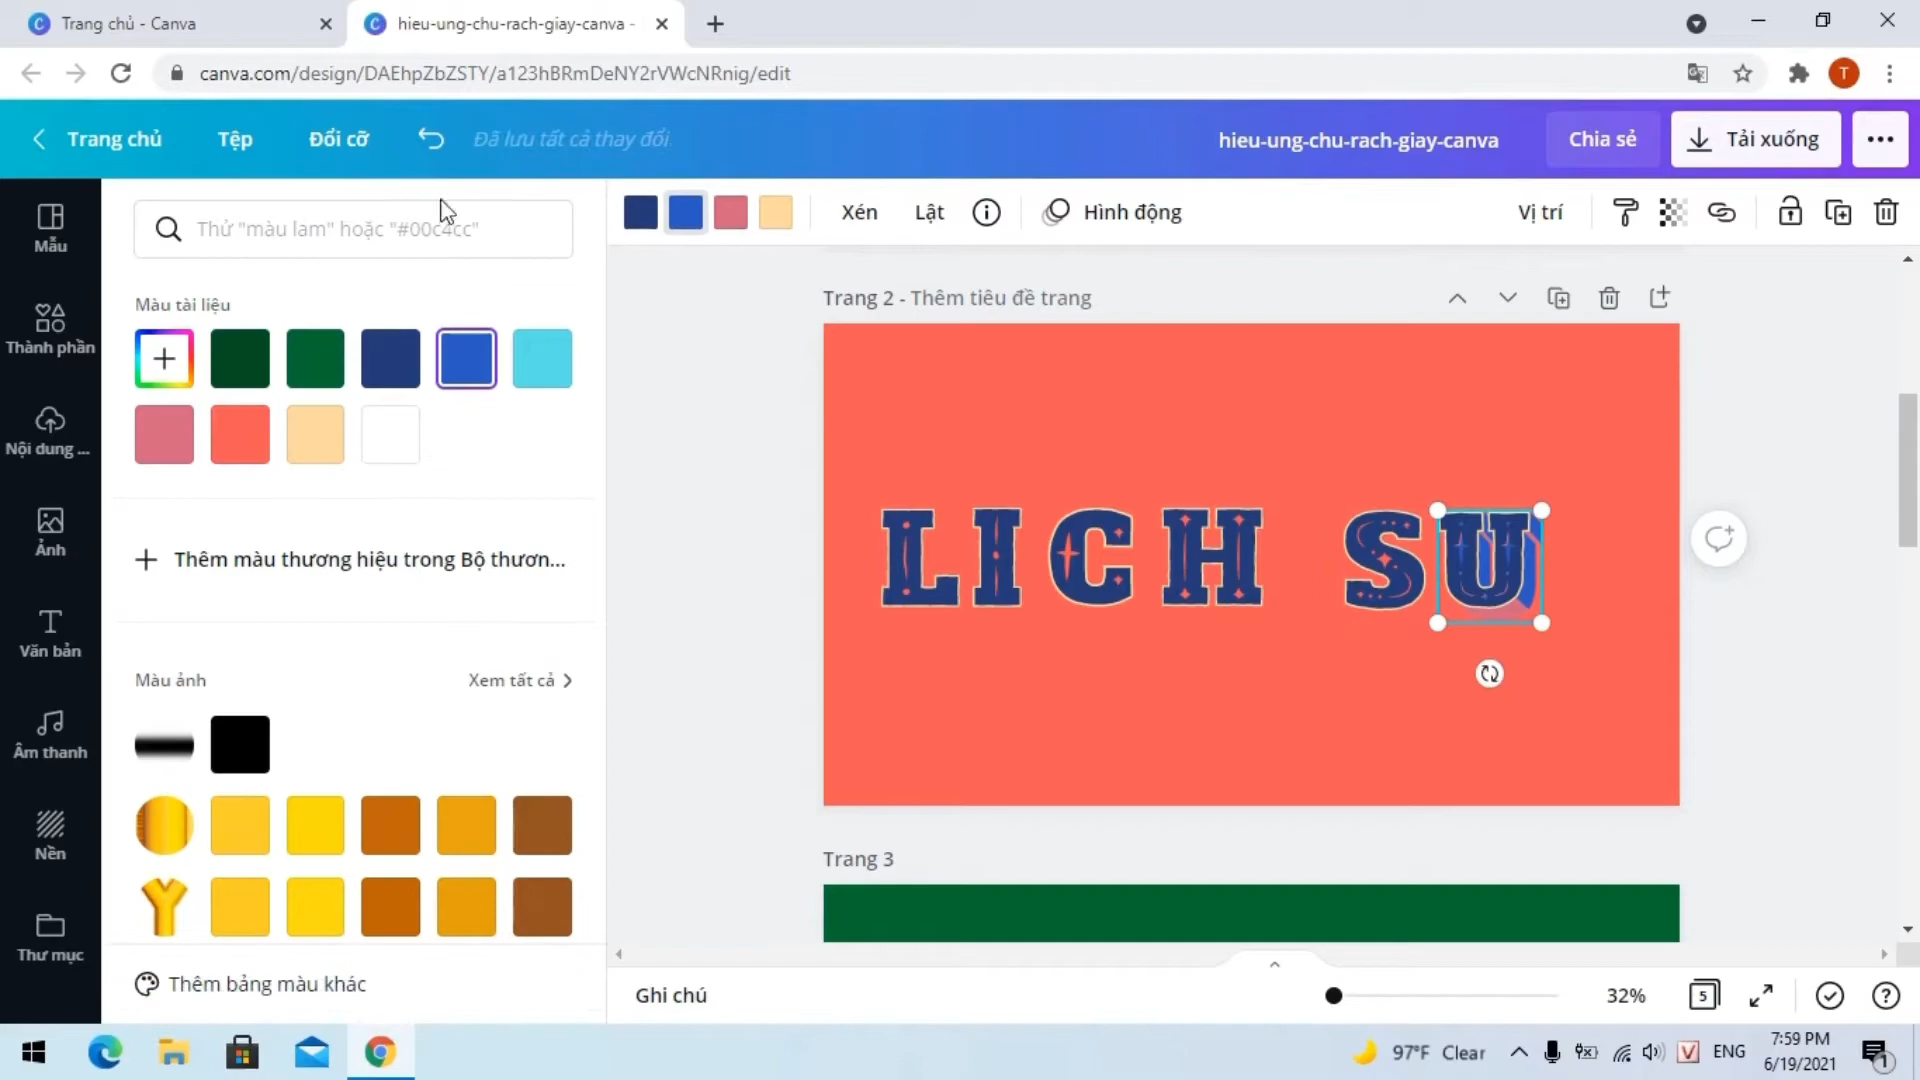 Trang chủ - Canva
hieu-ung-chu-rach-giay-canva -
canva.com/design/DAEhpZbZSTY/a123hBRmDeNY2rVWcNRnig/edit
T
Trang chủ
Tệp
Đổi cỡ
Đã lưu tất cả thay đổi
hieu-ung-chu-rach-giay-canva
Chia sẻ
Tải xuống
Mẫu
Thành phần
Nội dung ...
Ảnh
Văn bản
Âm thanh
Nền
Thư mục
Thử "màu lam" hoặc "#00c4cc"
Màu tài liệu
Thêm màu thương hiệu trong Bộ thươn...
Màu ảnh
Xem tất cả
Thêm bảng màu khác
Xén
Lật
Hình động
Vị trí
Trang 2 - Thêm tiêu đề trang
LICH SU
Trang 3
Ghi chú
32%
5
97°F Clear
ENG
7:59 PM
6/19/2021
1